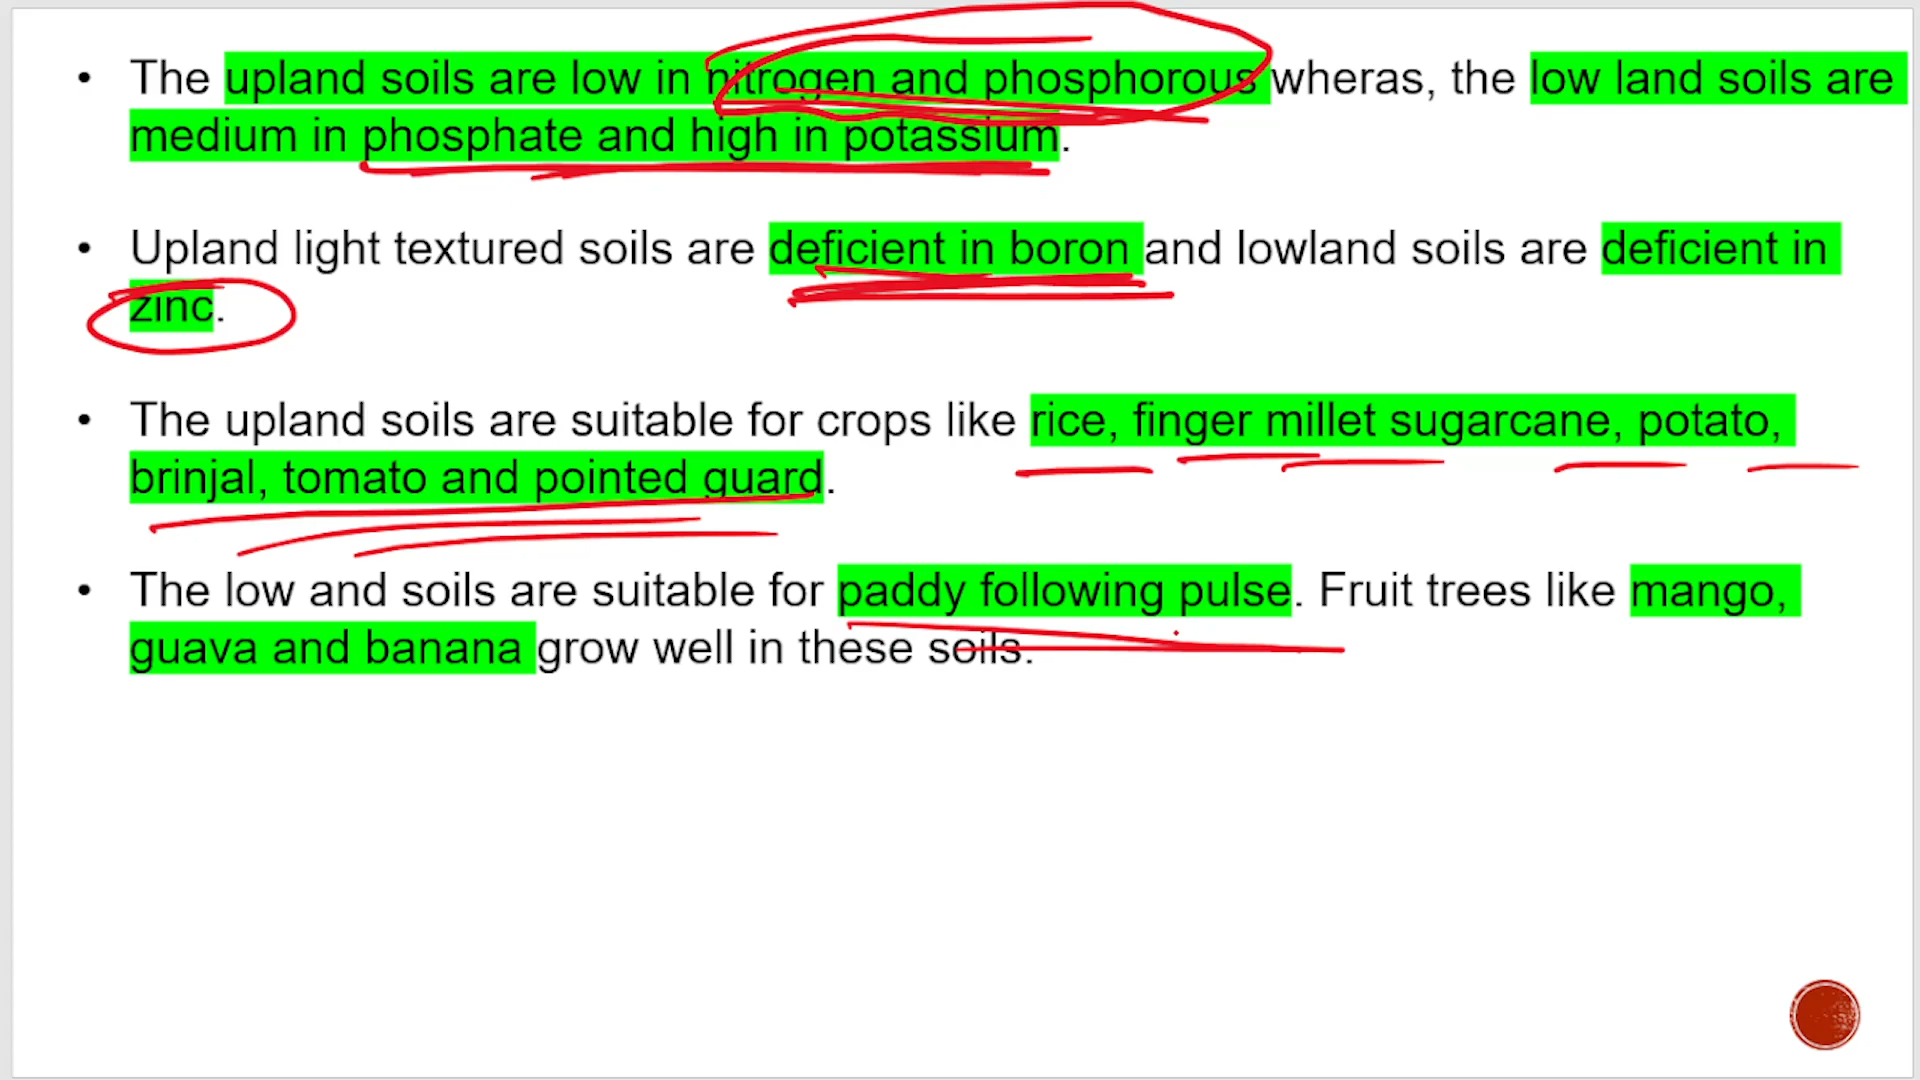 • The upland soils are low in nitrogen and phosphorous wheras, the low land soils are
medium in phosphate and high in potassium.
• Upland light textured soils are deficient in boron and lowland soils are deficient in
zinc.
• The upland soils are suitable for crops like rice, finger millet sugarcane, potato,
brinjal, tomato and pointed guard.
• The low and soils are suitable for paddy following pulse. Fruit trees like mango,
guava and banana grow well in these soils.